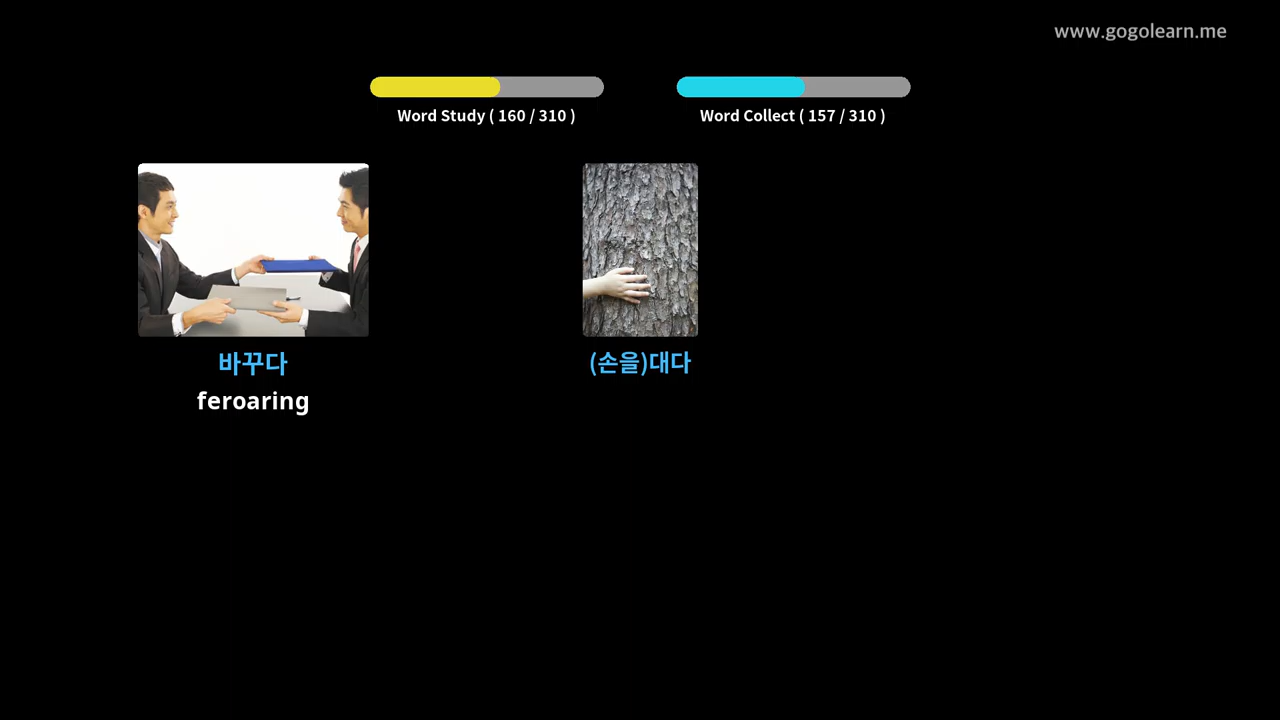 www.gogolearn.me
Word Study ( 160 / 310 )
Word Collect ( 157 / 310 )
바꾸다
feroaring
(손을)대다